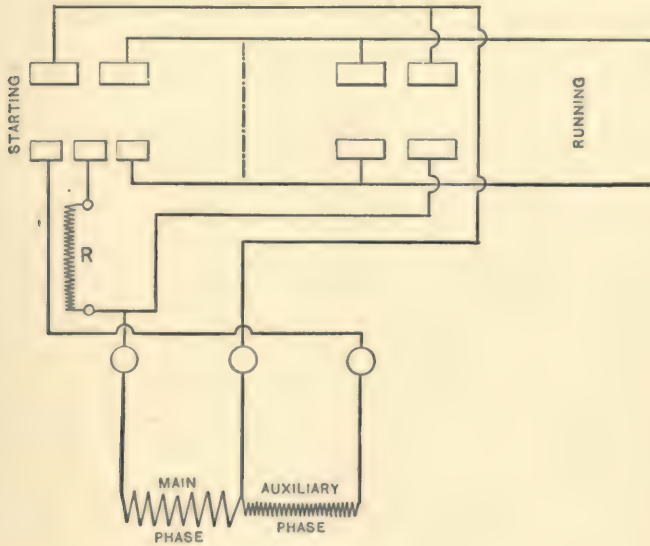 STARTING
RUNNING
R
MAIN
PHASE
AUXILIARY
PHASE